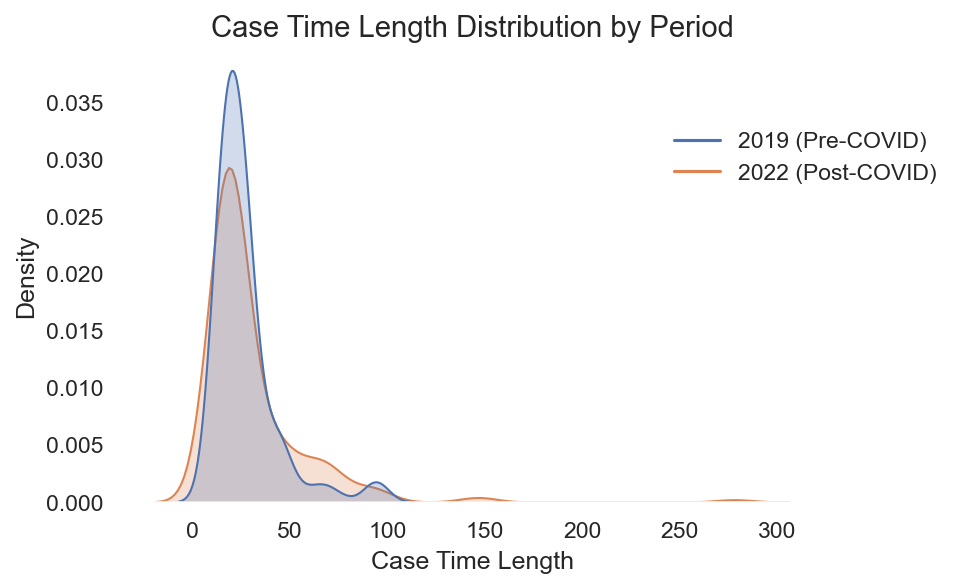 Case Time Length Distribution by Period
0.035
0.030
0.025
0.020
0.015
0.010
0.005
0.000
Density
2019 (Pre-COVID)
2022 (Post-COVID)
0 50 100 150 200 250 300
Case Time Length